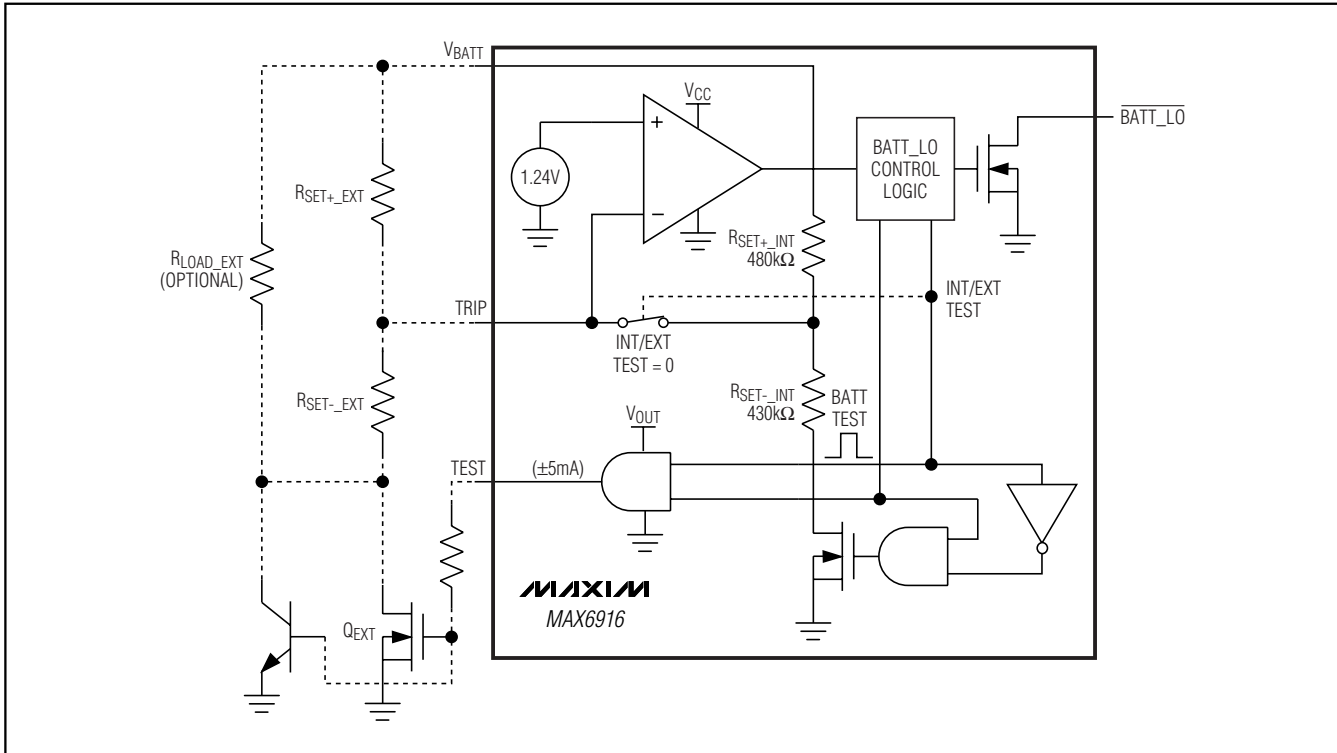 VBATT
VCC
BATT_LO
+
1.24V
BATT_LO
CONTROL
LOGIC
RSET+_EXT
−
RSET+_INT
480kΩ
RLOAD_EXT
(OPTIONAL)
INT/EXT
TEST
TRIP
INT/EXT
TEST = 0
RSET-_EXT
RSET-_INT
430kΩ
BATT
TEST
VOUT
TEST
(±5mA)
MAXIM
MAX6916
QEXT